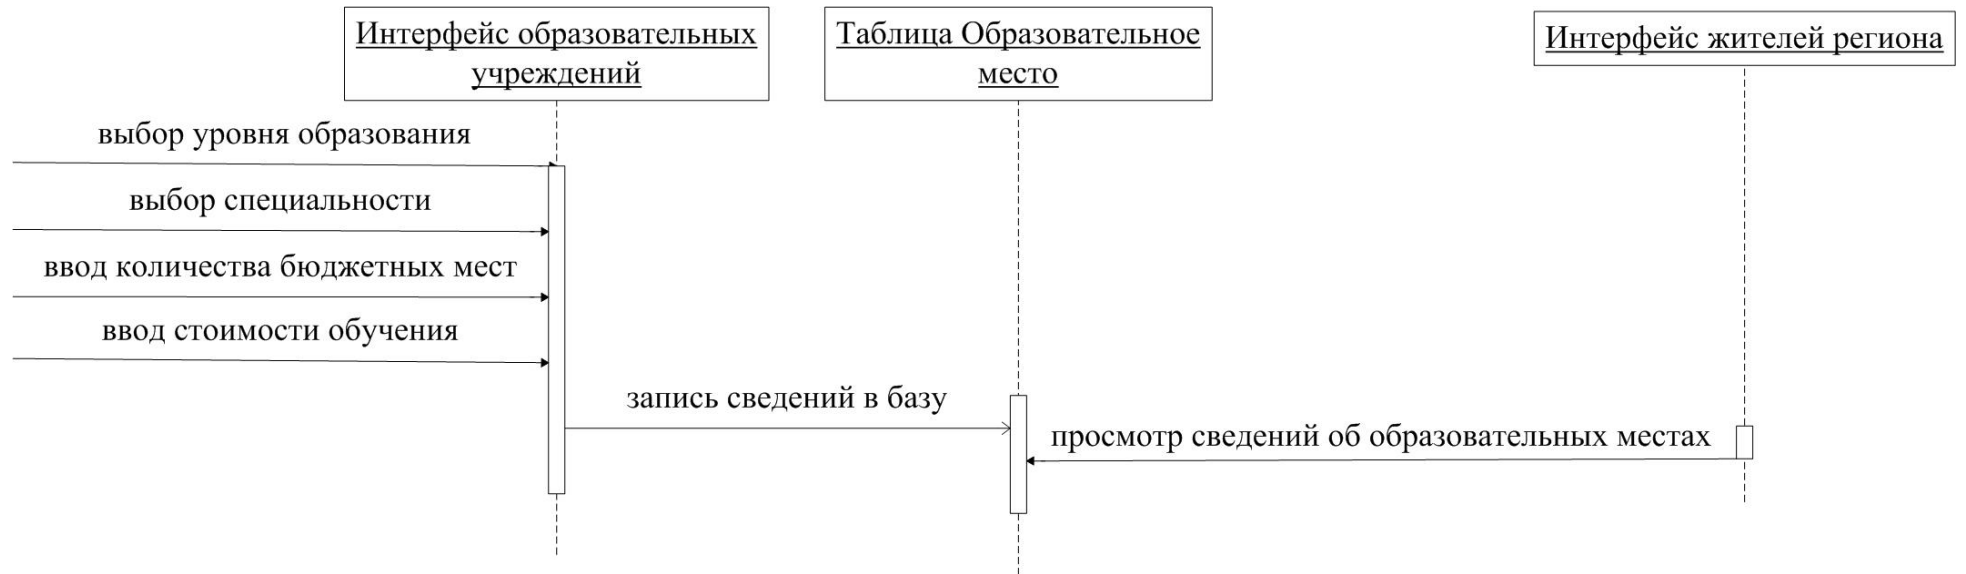 Интерфейс образовательных
учреждений
Таблица Образовательное
место
Интерфейс жителей региона
выбор уровня образования
выбор специальности
ввод количества бюджетных мест
ввод стоимости обучения
запись сведений в базу
просмотр сведений об образовательных местах